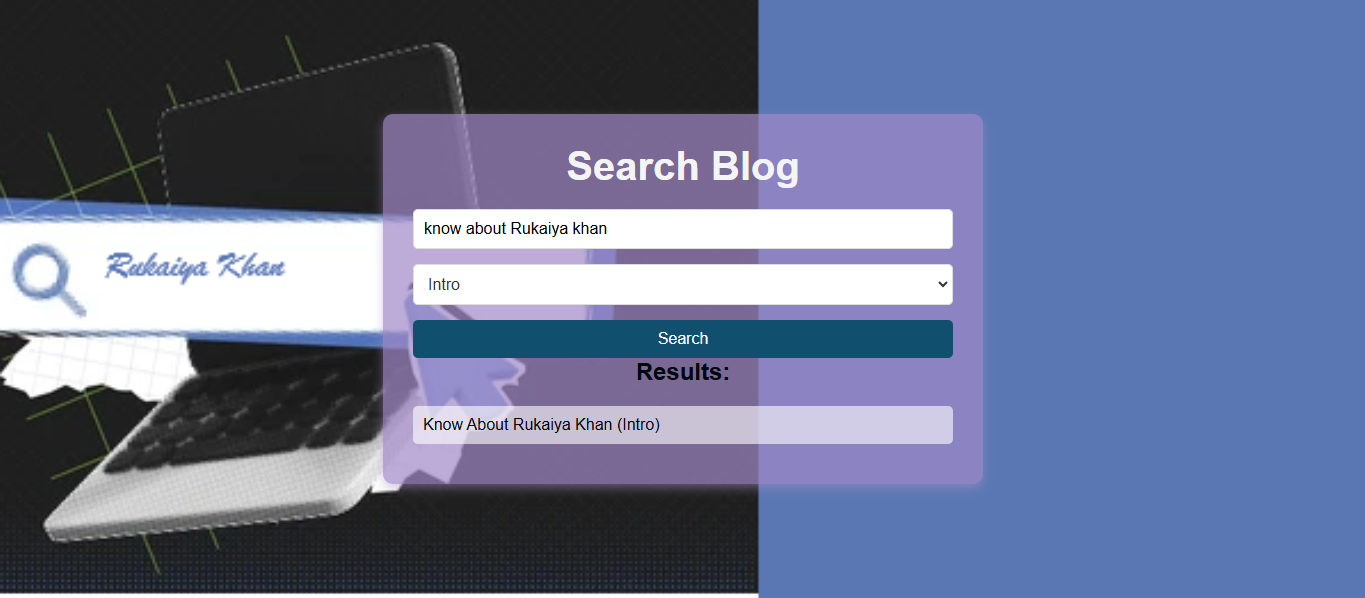 Search Blog
know about Rukaiya khan
Rukaiya Khan
Intro
Search
Results:
Know About Rukaiya Khan (Intro)